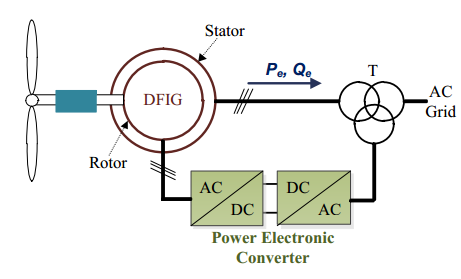 Stator
Pe, Qe
T
AC
Grid
DFIG
Rotor
AC
DC
DC
AC
Power Electronic
Converter